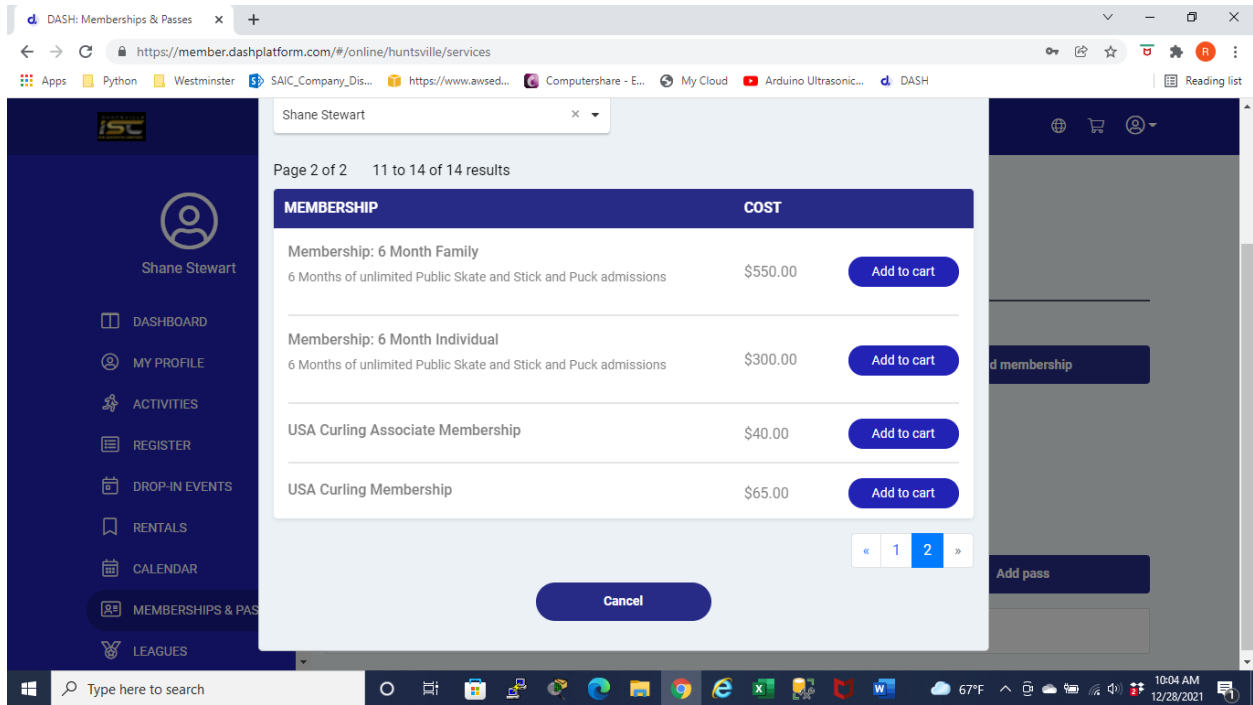 DASH: Memberships & Passes
https://member.dashplatform.com/#/online/huntsville/services
R
Apps
Python
Westminster
SAIC_Company_Dis...
https://www.awsed...
Computershare - E...
My Cloud
Arduino Ultrasonic...
DASH
Reading list
isc
Shane Stewart
DASHBOARD
MY PROFILE
ACTIVITIES
REGISTER
DROP-IN EVENTS
RENTALS
CALENDAR
MEMBERSHIPS & PAS
LEAGUES
Shane Stewart
Page 2 of 2 11 to 14 of 14 results
MEMBERSHIP COST
Membership: 6 Month Family
6 Months of unlimited Public Skate and Stick and Puck admissions
$550.00
Add to cart
Membership: 6 Month Individual
6 Months of unlimited Public Skate and Stick and Puck admissions
$300.00
Add to cart
USA Curling Associate Membership
$40.00
Add to cart
USA Curling Membership
$65.00
Add to cart
« 1 2 »
Cancel
d membership
Add pass
Type here to search
67°F
10:04 AM
12/28/2021